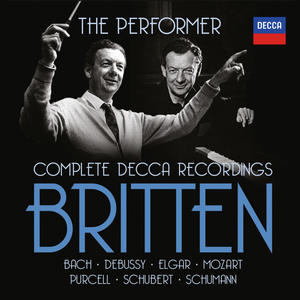 THE PERFORMER
DECCA
COMPLETE DECCA RECORDINGS
BRITTEN
BACH · DEBUSSY · ELGAR · MOZART
PURCELL · SCHUBERT · SCHUMANN